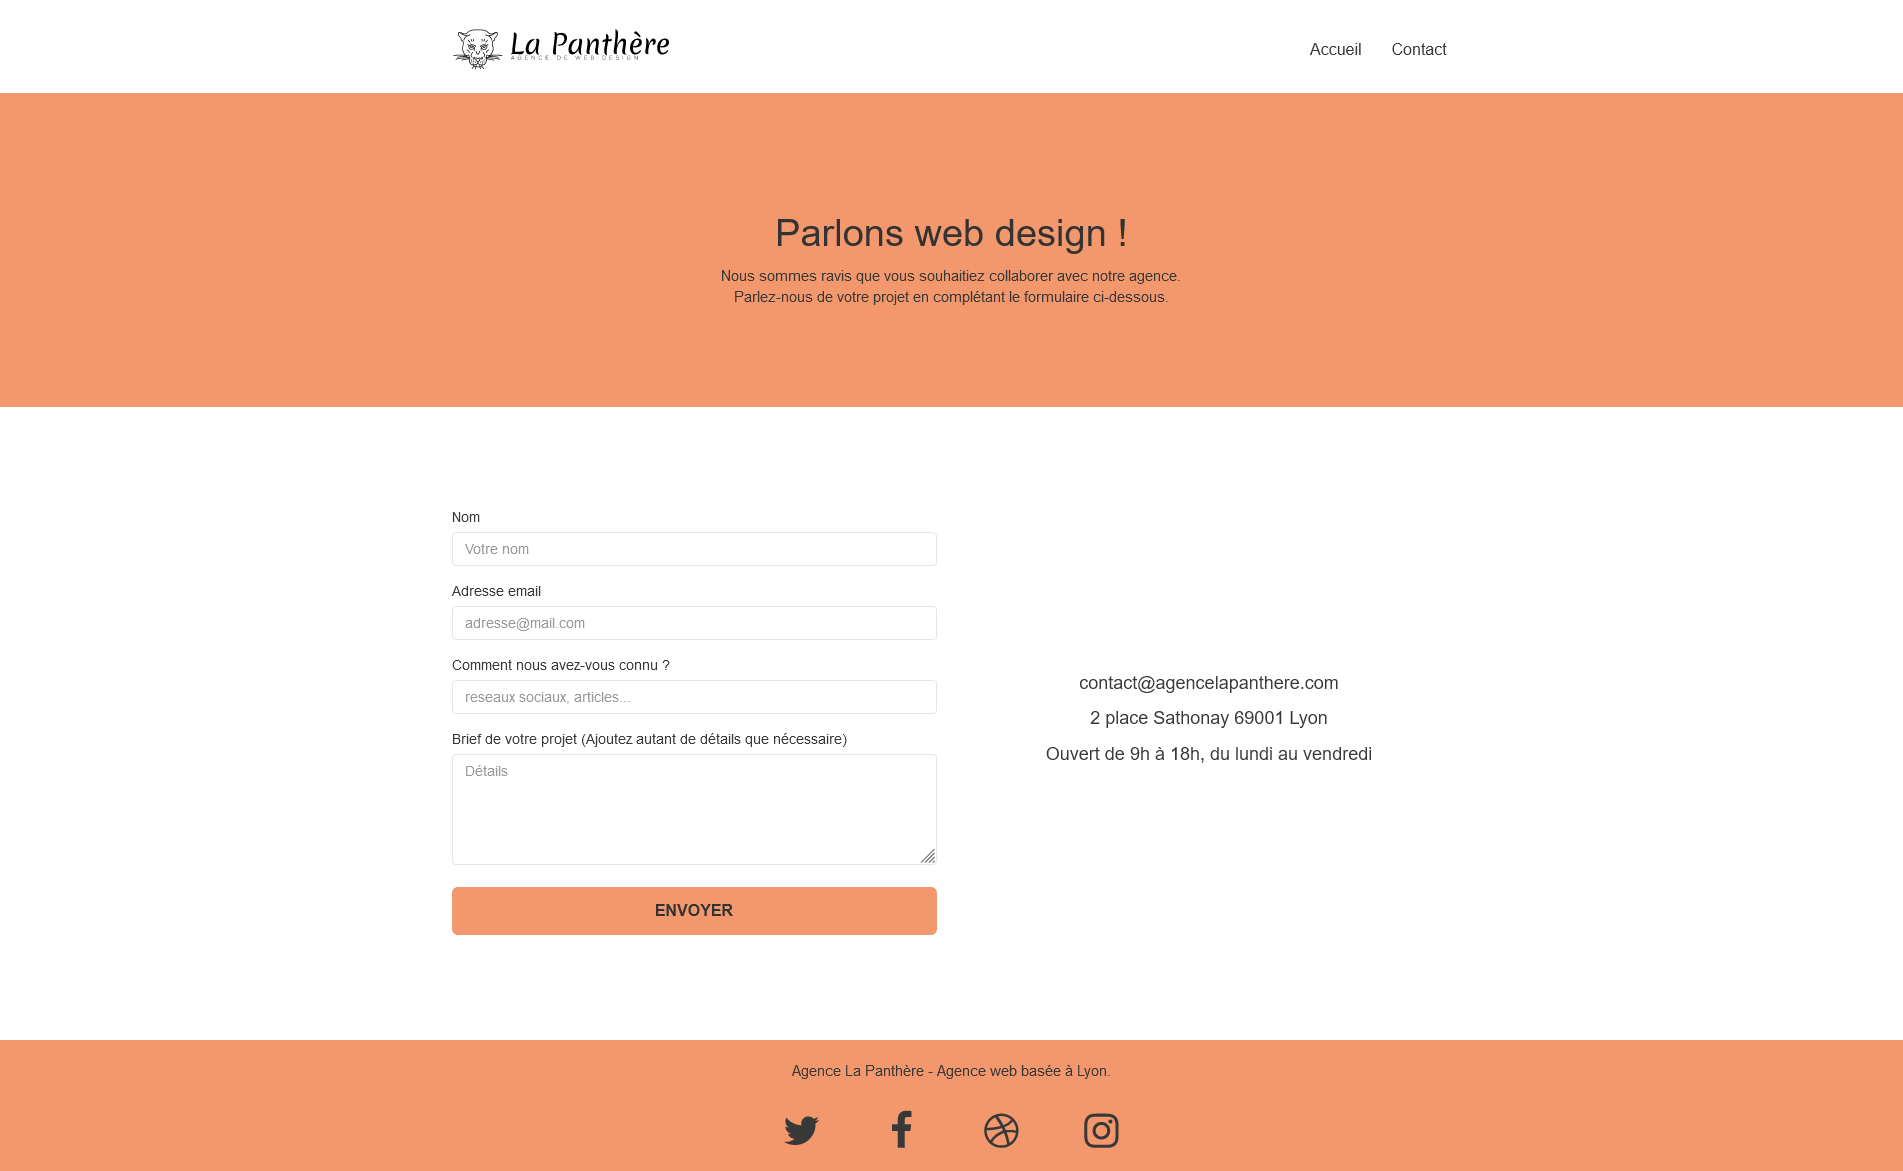 La Panthère
AGENCE DE WEB DESIGN
Accueil
Contact
Parlons web design !
Nous sommes ravis que vous souhaitiez collaborer avec notre agence.
Parlez-nous de votre projet en complétant le formulaire ci-dessous.
Nom
Votre nom
Adresse email
adresse@mail.com
Comment nous avez-vous connu ?
reseaux sociaux, articles...
Brief de votre projet (Ajoutez autant de détails que nécessaire)
Détails
ENVOYER
contact@agencelapanthere.com
2 place Sathonay 69001 Lyon
Ouvert de 9h à 18h, du lundi au vendredi
Agence La Panthère - Agence web basée à Lyon.